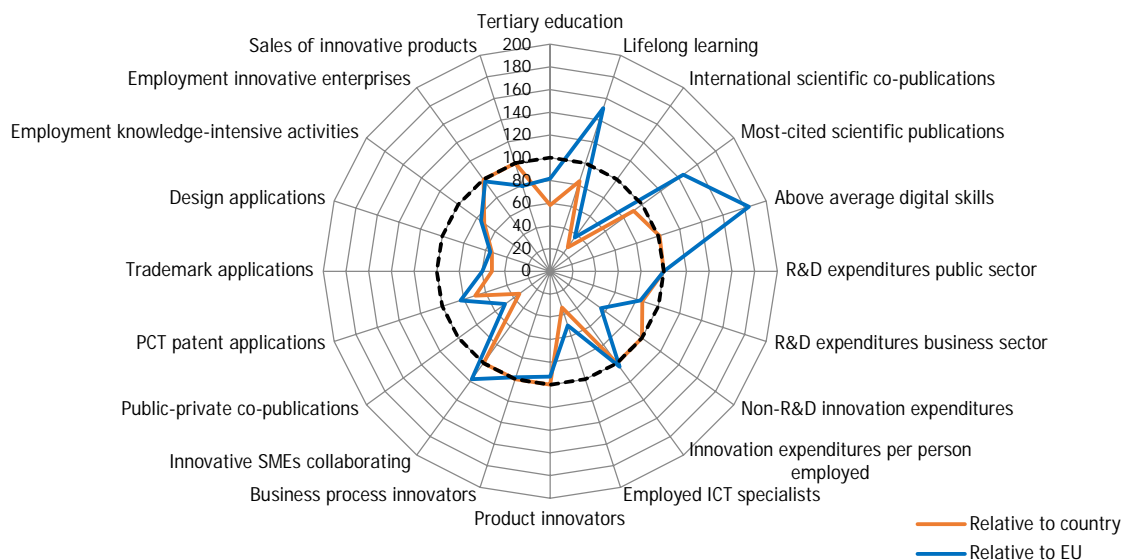 Tertiary education
Lifelong learning
International scientific co-publications
Most-cited scientific publications
Above average digital skills
R&D expenditures public sector
R&D expenditures business sector
Non-R&D innovation expenditures
Innovation expenditures per person
employed
Employed ICT specialists
Product innovators
Business process innovators
Innovative SMEs collaborating
Public-private co-publications
PCT patent applications
Trademark applications
Design applications
Employment knowledge-intensive activities
Employment innovative enterprises
Sales of innovative products
200
180
160
140
120
100
80
60
40
20
0
Relative to country
Relative to EU